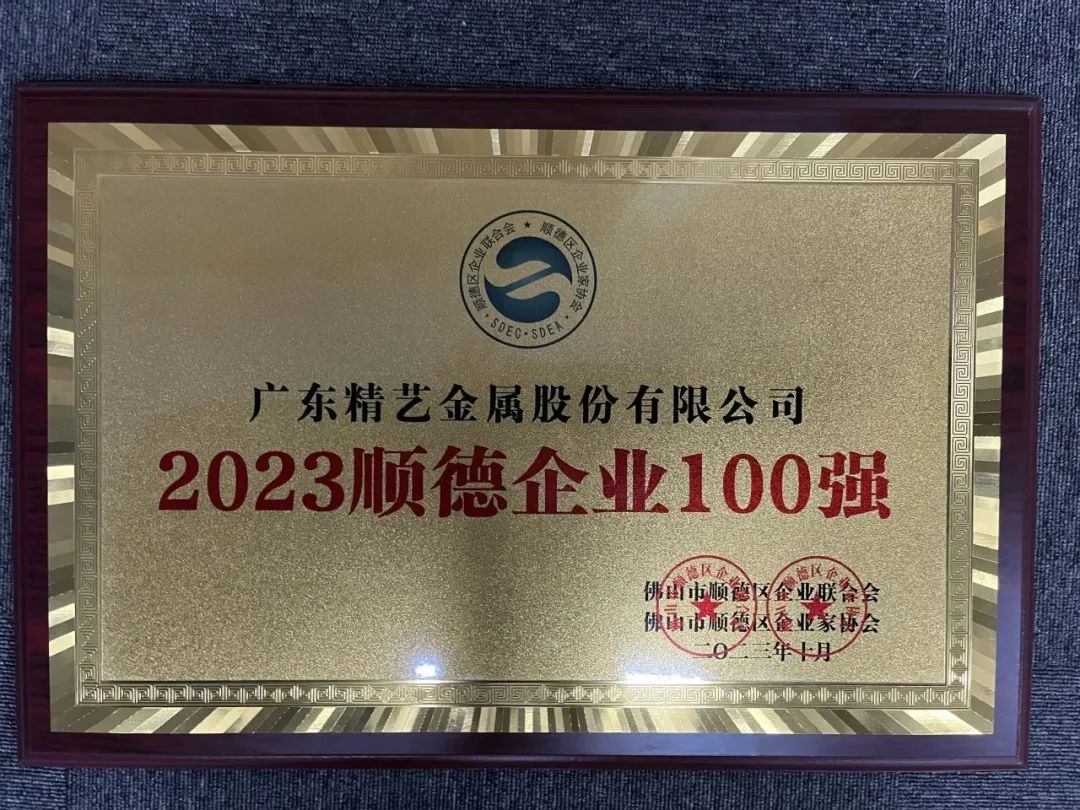 顺德区企业联合会 ★ 顺德区企业家协会
· SDEC · SDEA ·
广东精艺金属股份有限公司
2023顺德企业100强
佛山市顺德区企业联合会
佛山市顺德区企业家协会
二〇二三年十月